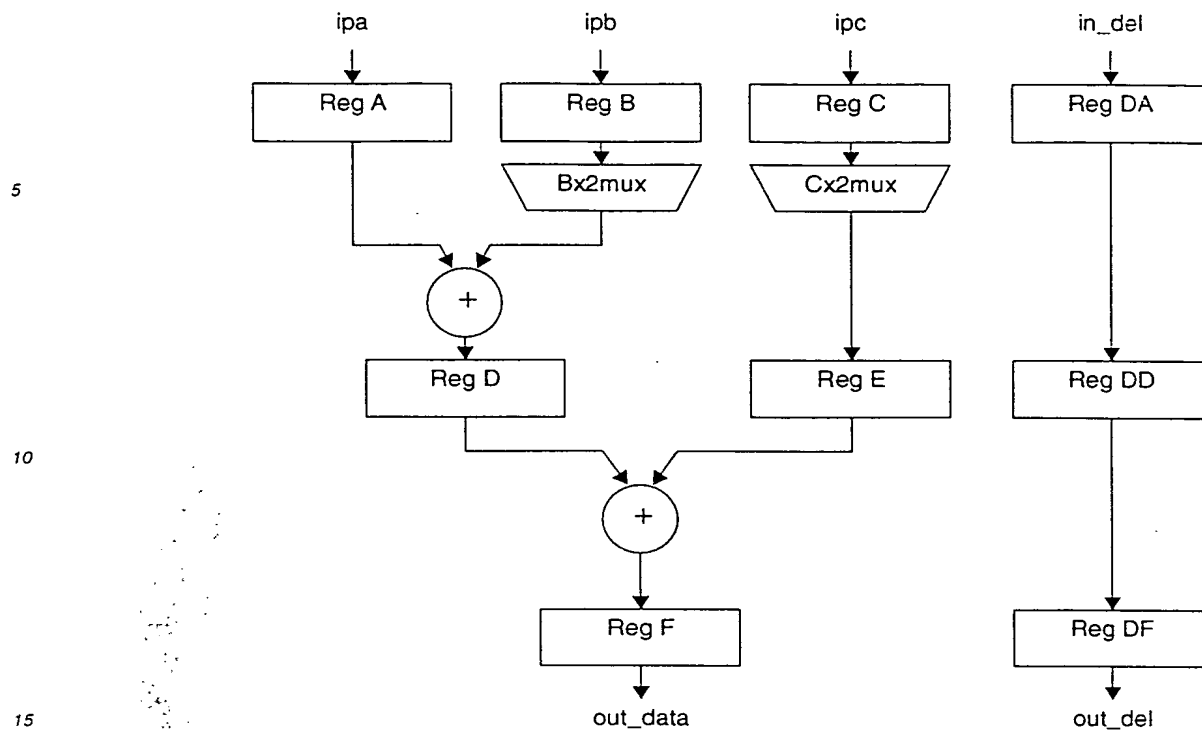 ipa ipb ipc in_del
Reg A Reg B Reg C Reg DA
5 Bx2mux Cx2mux
+
Reg D Reg E Reg DD
10
+
Reg F Reg DF
15 out_data out_del